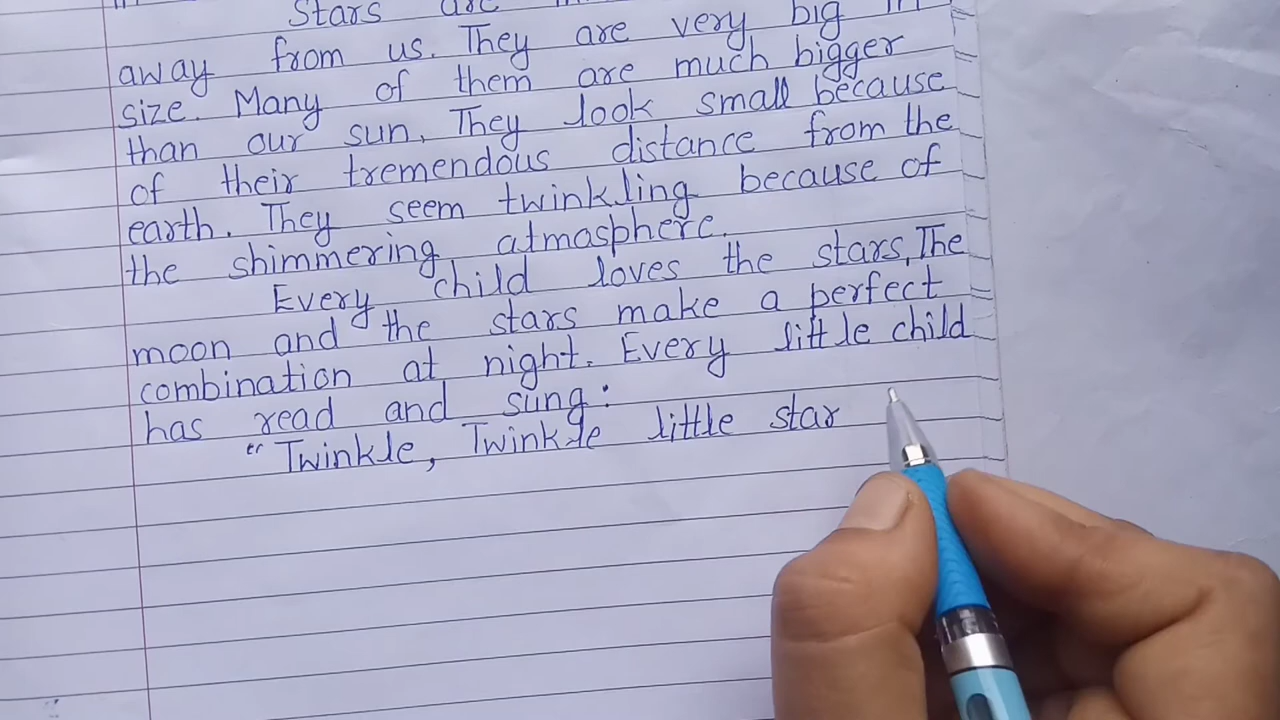 Stars are
away from us. They are very big in
size. Many of them are much bigger
than our sun. They look small because
of their tremendous distance from the
earth. They seem twinkling because of
the shimmering atmasphere.
Every child loves the stars, The
moon and the stars make a perfect
combination at night. Every little child
has read and sung:
“Twinkle, Twinkle little star